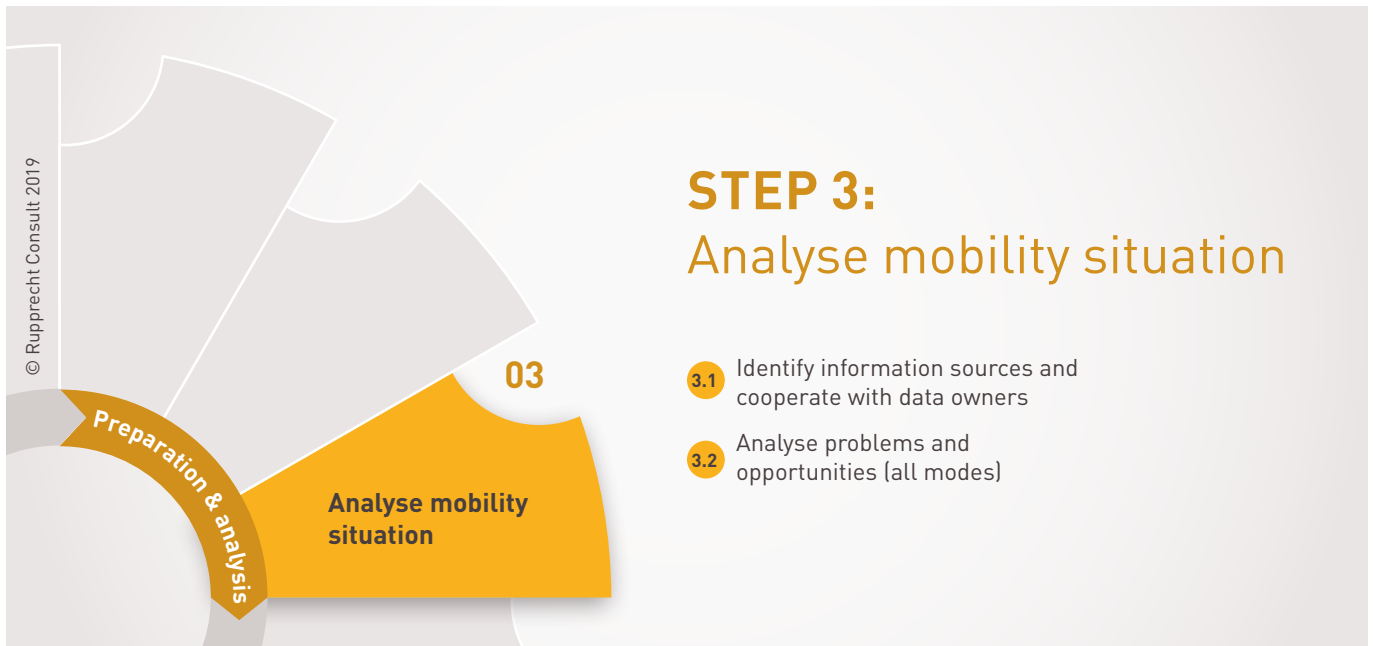 © Rupprecht Consult 2019
Preparation & analysis
03
Analyse mobility
situation
STEP 3:
Analyse mobility situation
3.1 Identify information sources and
cooperate with data owners
3.2 Analyse problems and
opportunities (all modes)